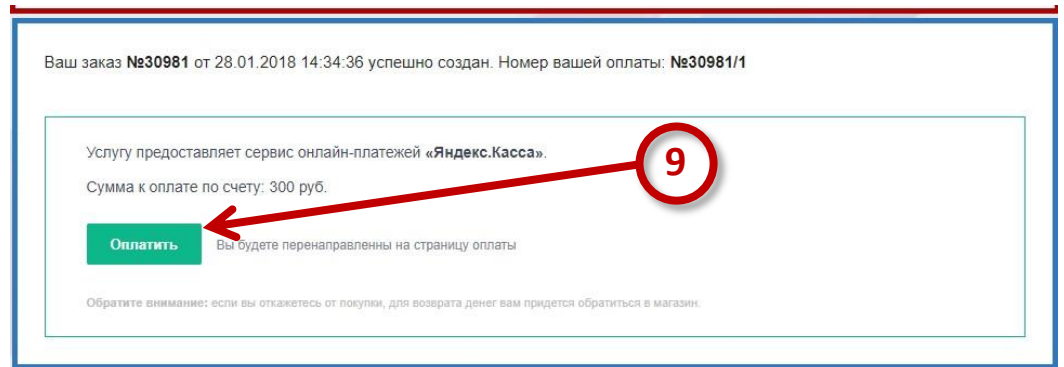 Ваш заказ №30981 от 28.01.2018 14:34:36 успешно создан. Номер вашей оплаты: №30981/1
Услугу предоставляет сервис онлайн-платежей «Яндекс.Касса».
9
Сумма к оплате по счету: 300 руб.
Оплатить Вы будете перенаправленны на страницу оплаты
Обратите внимание: если вы откажетесь от покупки, для возврата денег вам придется обратиться в магазин.